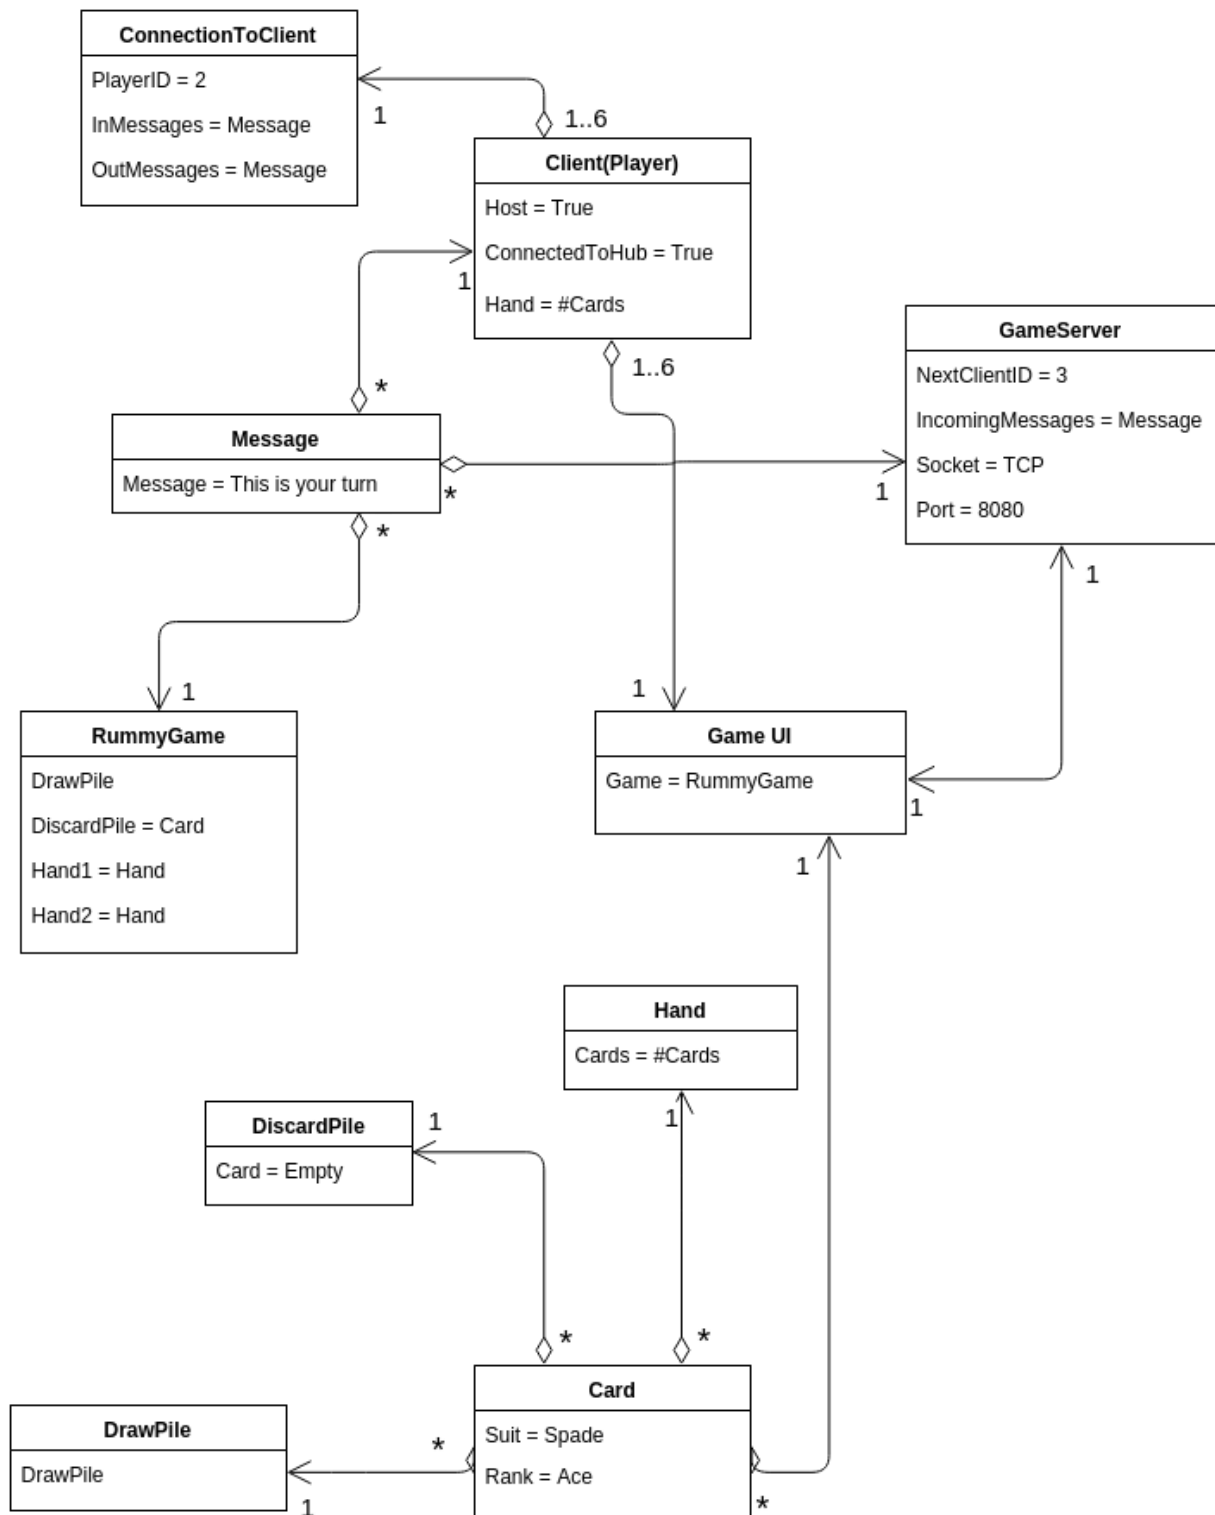 ConnectionToClient
PlayerID = 2
InMessages = Message
OutMessages = Message
1
1..6
Client(Player)
Host = True
ConnectedToHub = True
Hand = #Cards
1
1..6
*
Message
Message = This is your turn
*
*
GameServer
NextClientID = 3
IncomingMessages = Message
Socket = TCP
Port = 8080
1
1
1
RummyGame
DrawPile
DiscardPile = Card
Hand1 = Hand
Hand2 = Hand
1
Game UI
Game = RummyGame
1
1
Hand
Cards = #Cards
1
DiscardPile
Card = Empty
1
*
*
Card
Suit = Spade
Rank = Ace
*
*
DrawPile
DrawPile
1